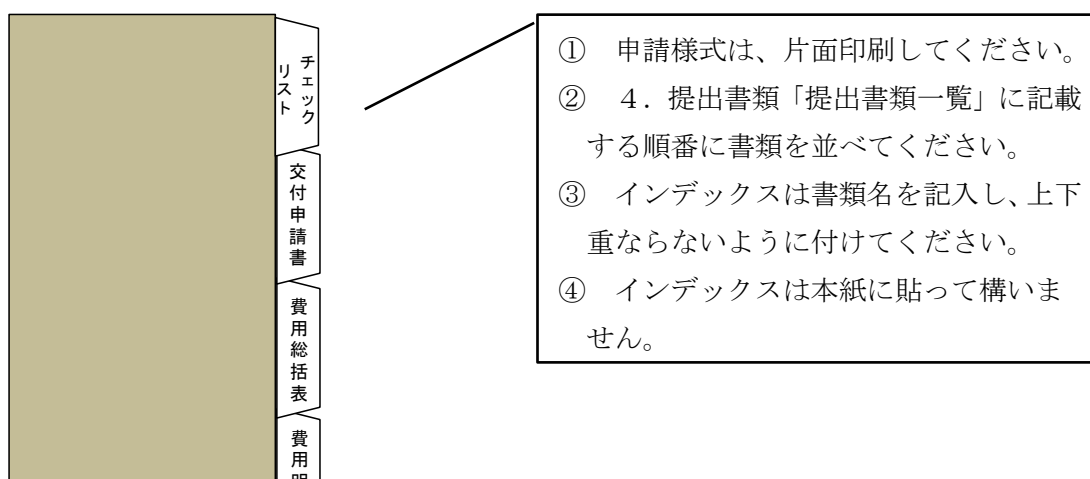 チェック
リスト
交付申請書
費用総括表
費用
① 申請様式は、片面印刷してください。
② ４．提出書類「提出書類一覧」に記載
する順番に書類を並べてください。
③ インデックスは書類名を記入し、上下
重ならないように付けてください。
④ インデックスは本紙に貼って構いま
せん。